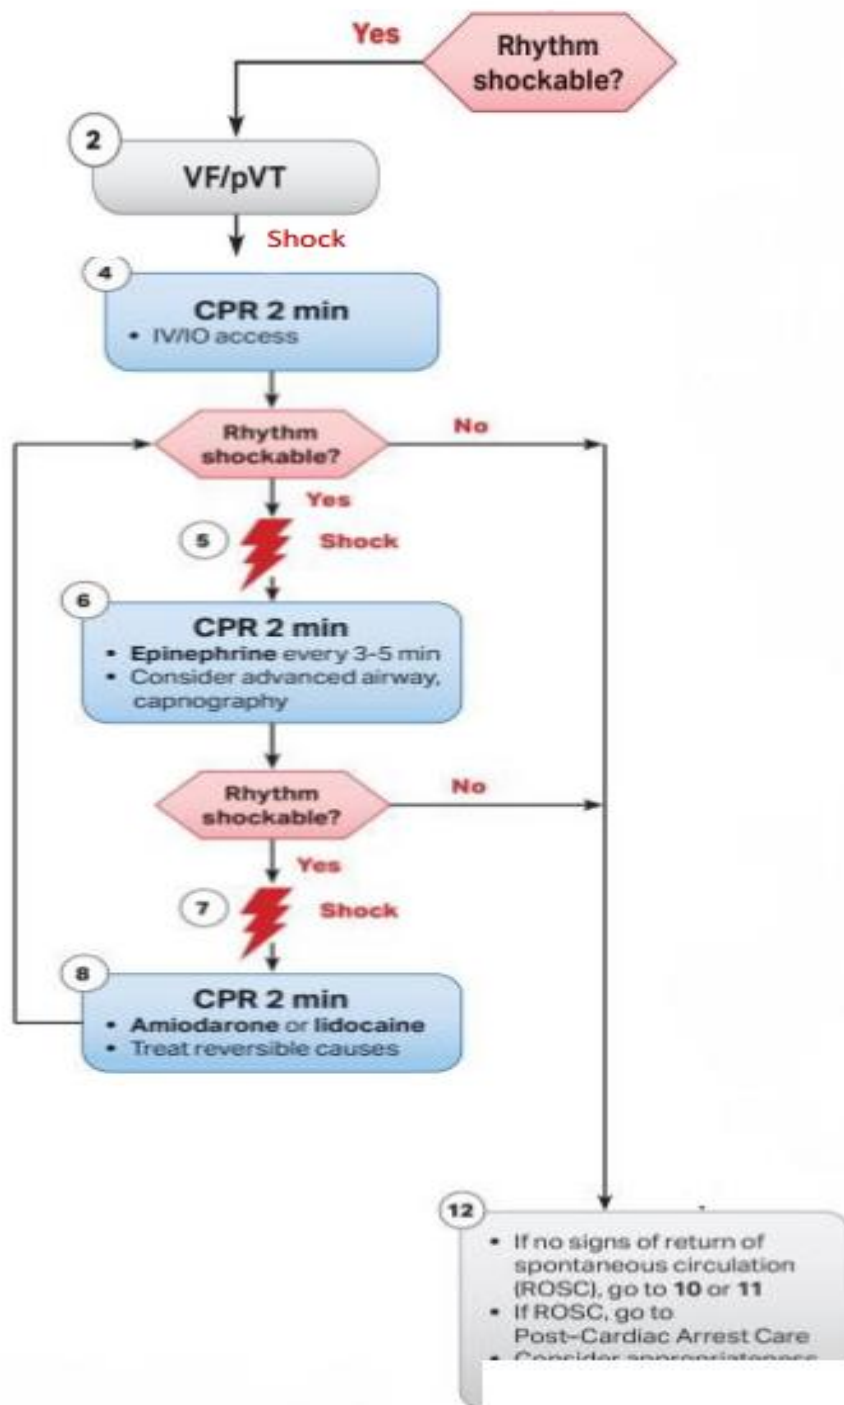 Yes
Rhythm
shockable?
2
VF/pVT
Shock
4
CPR 2 min
• IV/IO access
Rhythm
shockable?
No
Yes
5
Shock
6
CPR 2 min
• Epinephrine every 3-5 min
• Consider advanced airway,
capnography
Rhythm
shockable?
No
Yes
7
Shock
8
CPR 2 min
• Amiodarone or lidocaine
• Treat reversible causes
12
• If no signs of return of
spontaneous circulation
(ROSC), go to 10 or 11
• If ROSC, go to
Post–Cardiac Arrest Care
• Consider appropriateness